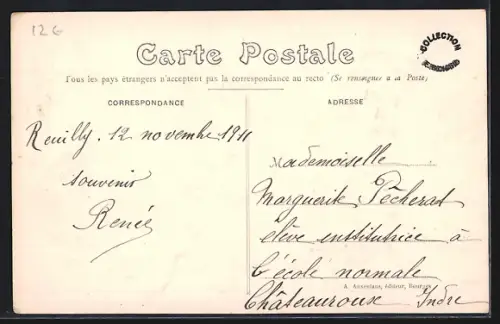 126
Carte Postale
COLLECTION
Tous les pays étrangers n'acceptent pas la correspondance au recto (Se renseigner a la Poste)
CORRESPONDANCE
Reuilly. 12 novembre 1911
souvenir
Renée
ADRESSE
Mademoiselle
Marguerite Pêcherat
élève institutrice à
l'école normale
Châteauroux Indre